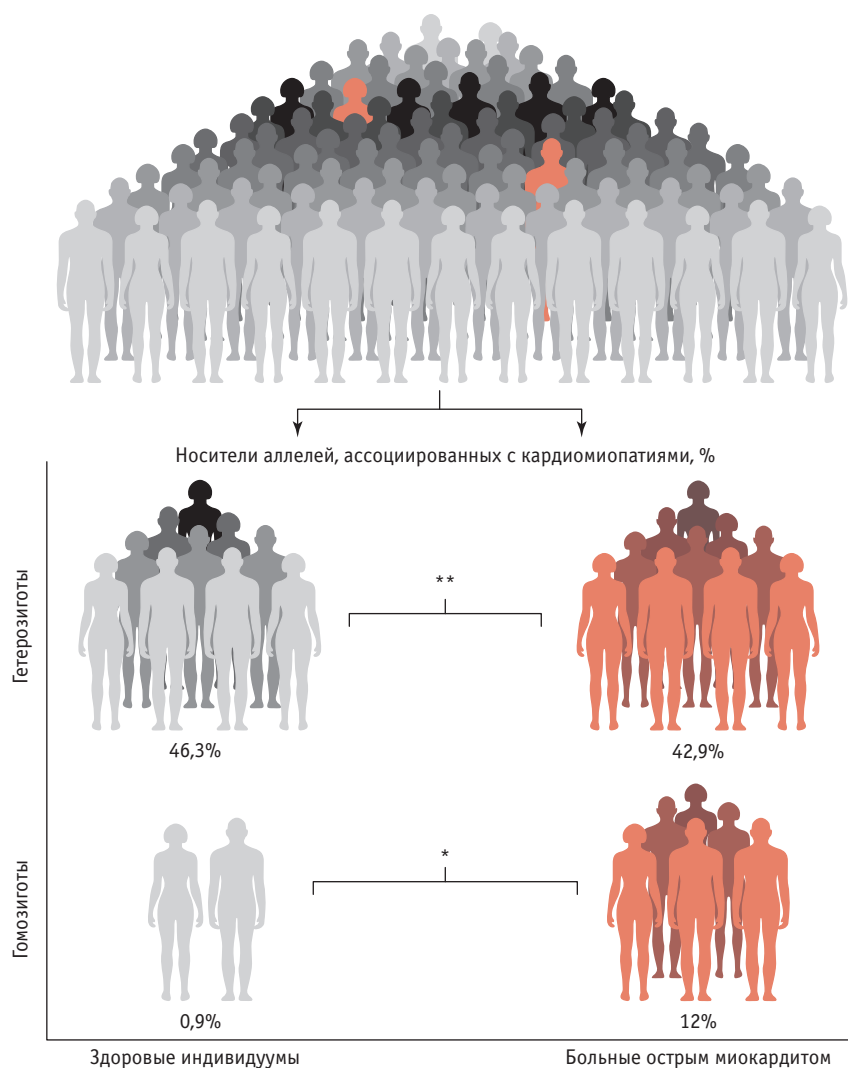 Носители аллелей, ассоциированных с кардиомиопатиями, %
Гетерозиготы
**
46,3%
42,9%
Гомозиготы
*
0,9%
12%
Здоровые индивидуумы
Больные острым миокардитом